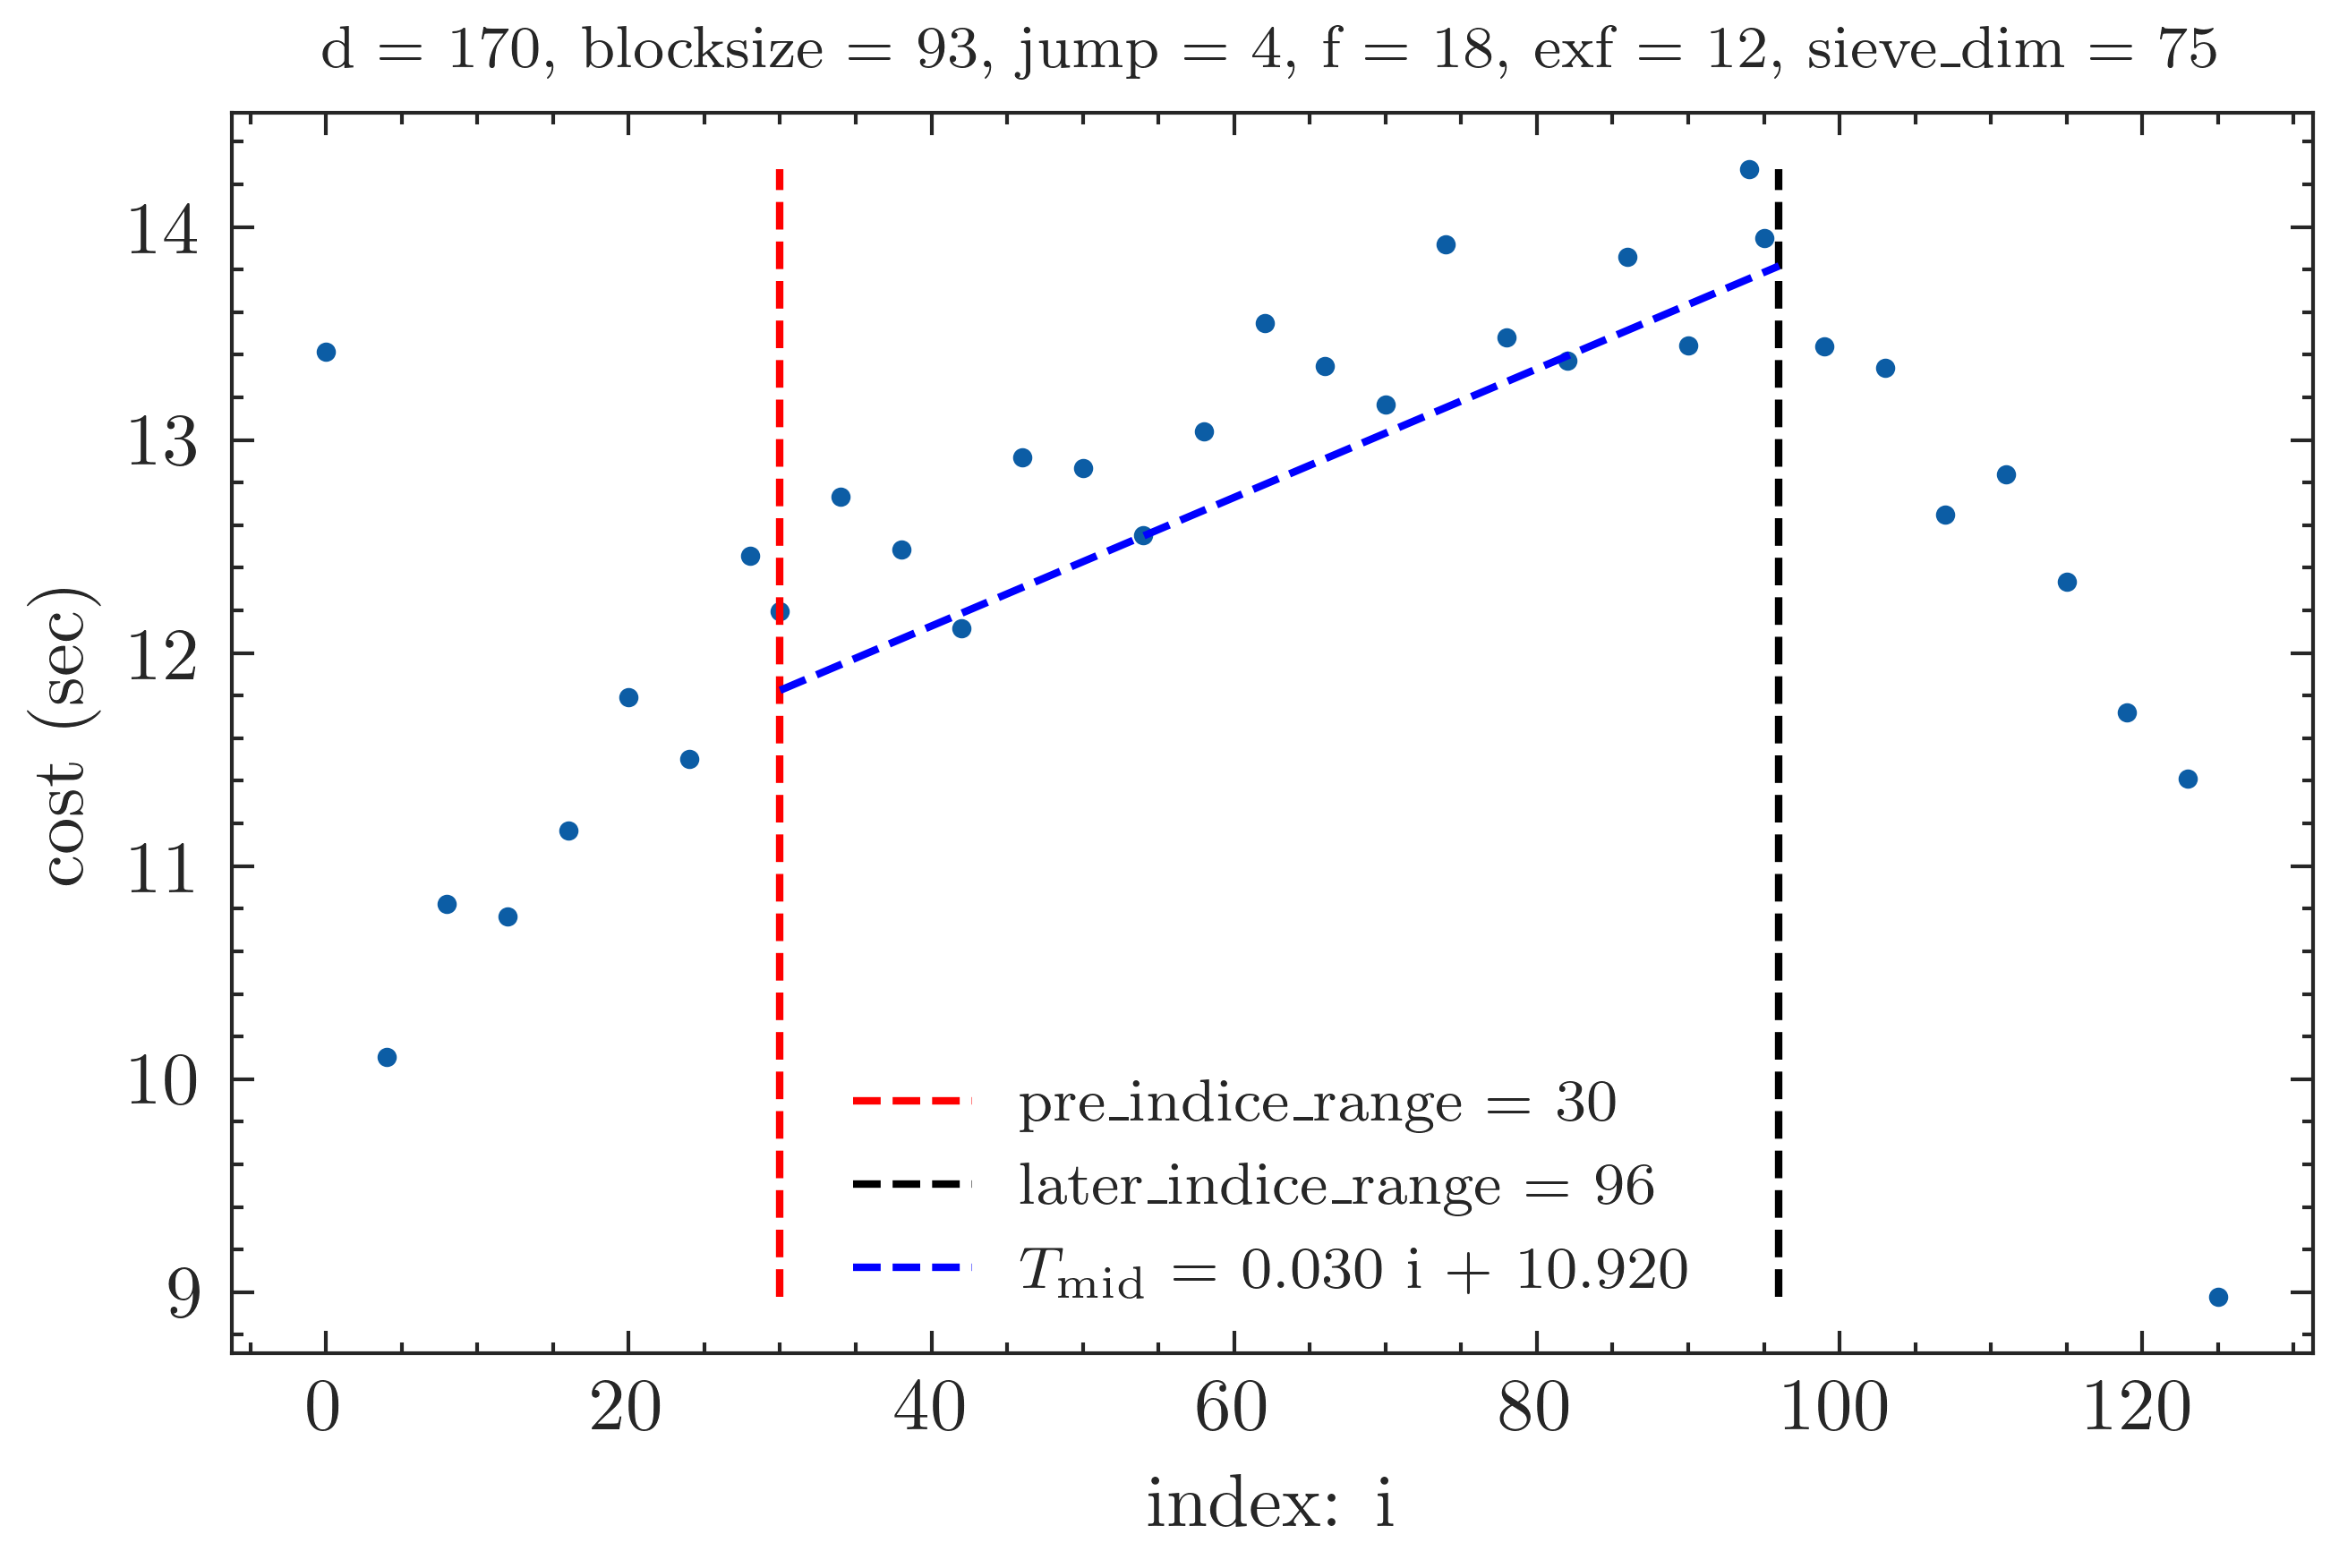 d = 170, blocksize = 93, jump = 4, f = 18, exf = 12, sieve_dim = 75
cost (sec)
14
13
12
11
10
9
pre_indice_range = 30
later_indice_range = 96
T_mid = 0.030 i + 10.920
0 20 40 60 80 100 120
index: i